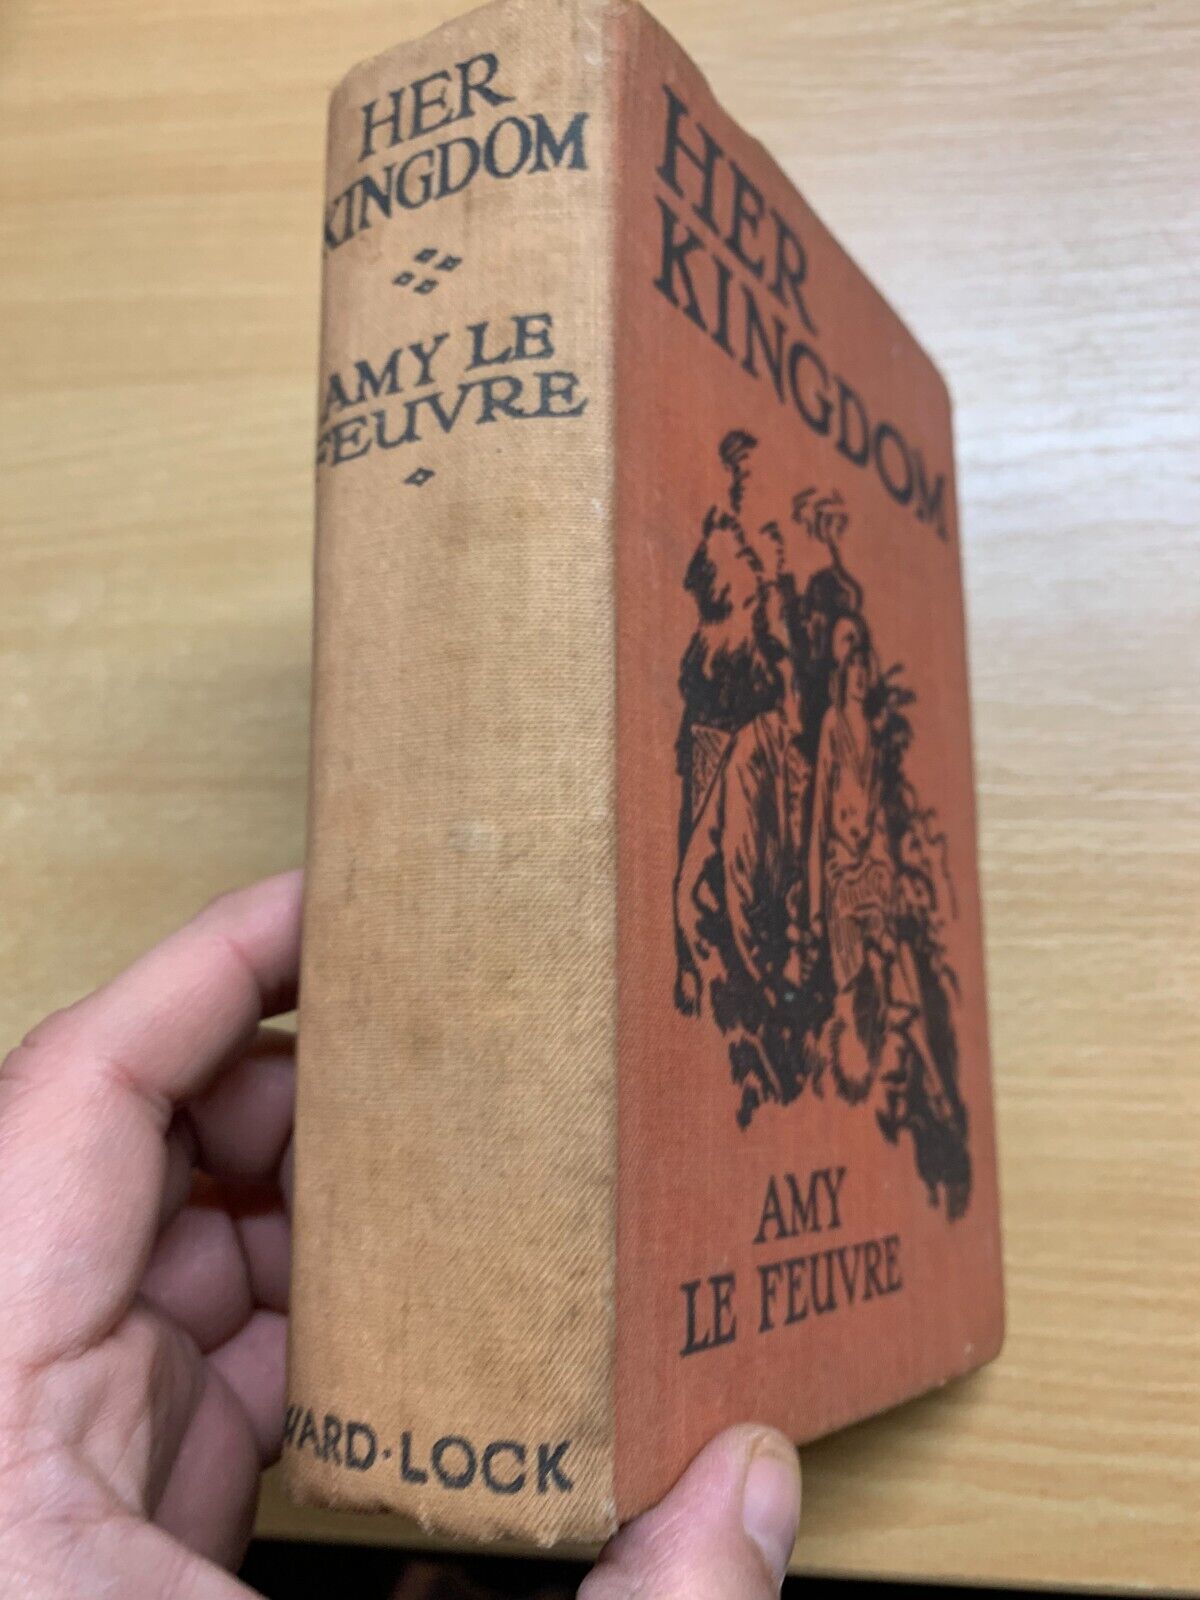 HER
KINGDOM
AMY LE
FEUVRE
WARD·LOCK
HER
KINGDOM
AMY
LE FEUVRE